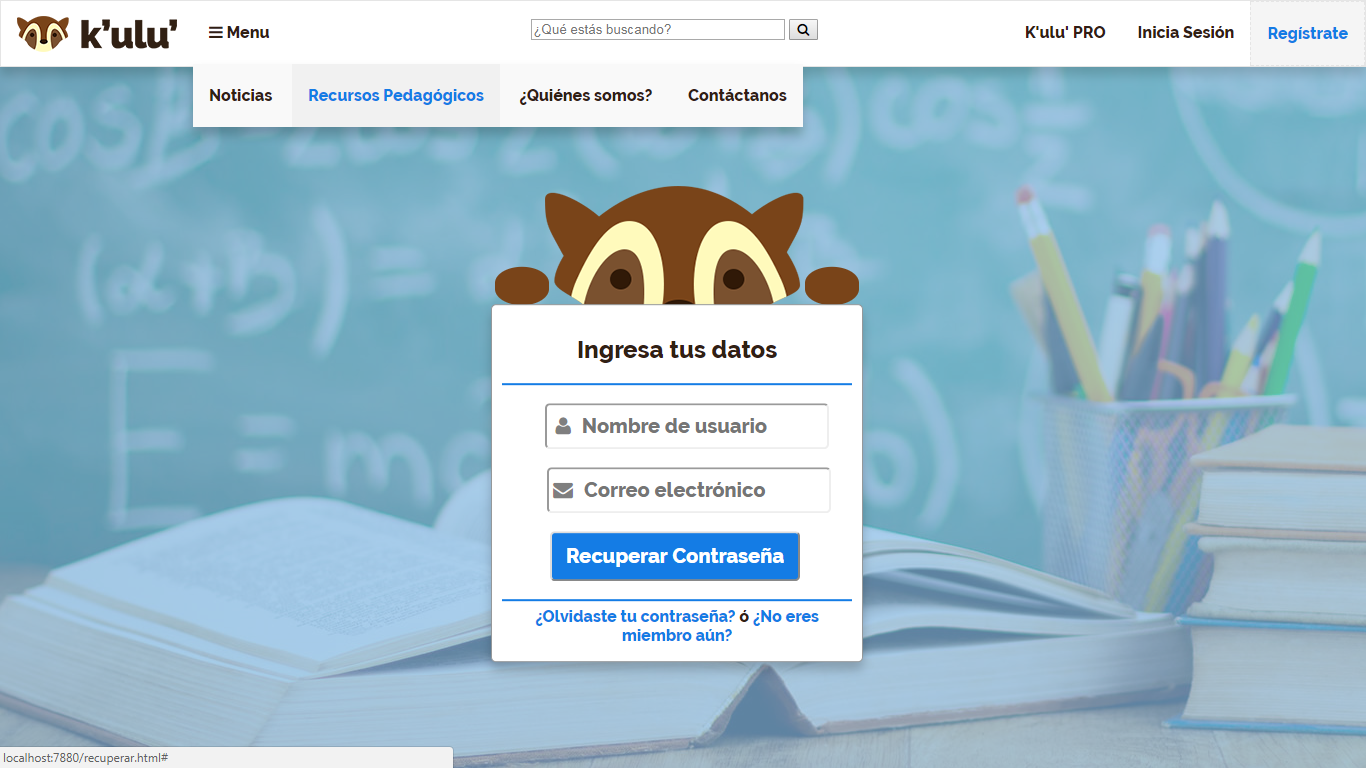 k'ulu'
Menu
¿Qué estás buscando?
K'ulu' PRO
Inicia Sesión
Regístrate
Noticias
Recursos Pedagógicos
¿Quiénes somos?
Contáctanos
Ingresa tus datos
Nombre de usuario
Correo electrónico
Recuperar Contraseña
¿Olvidaste tu contraseña? ó ¿No eres
miembro aún?
localhost:7880/recuperar.html#